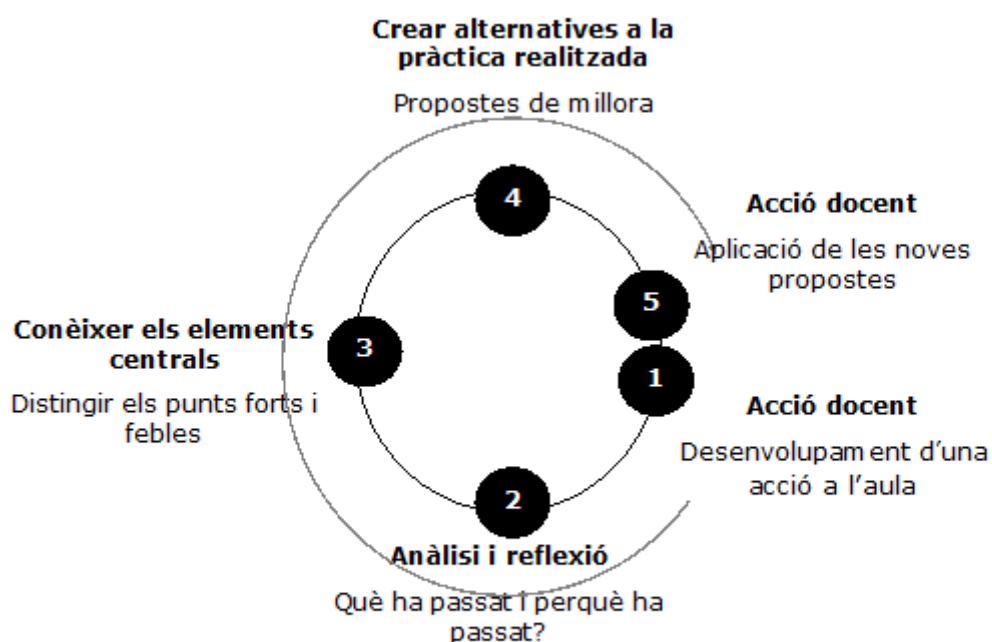 Crear alternatives a la
pràctica realitzada
Propostes de millora
4
Acció docent
Aplicació de les noves
propostes
5
Conèixer els elements
centrals
3
Distingir els punts forts i
febles
1
Acció docent
Desenvolupament d'una
acció a l'aula
2
Anàlisi i reflexió
Què ha passat i perquè ha
passat?